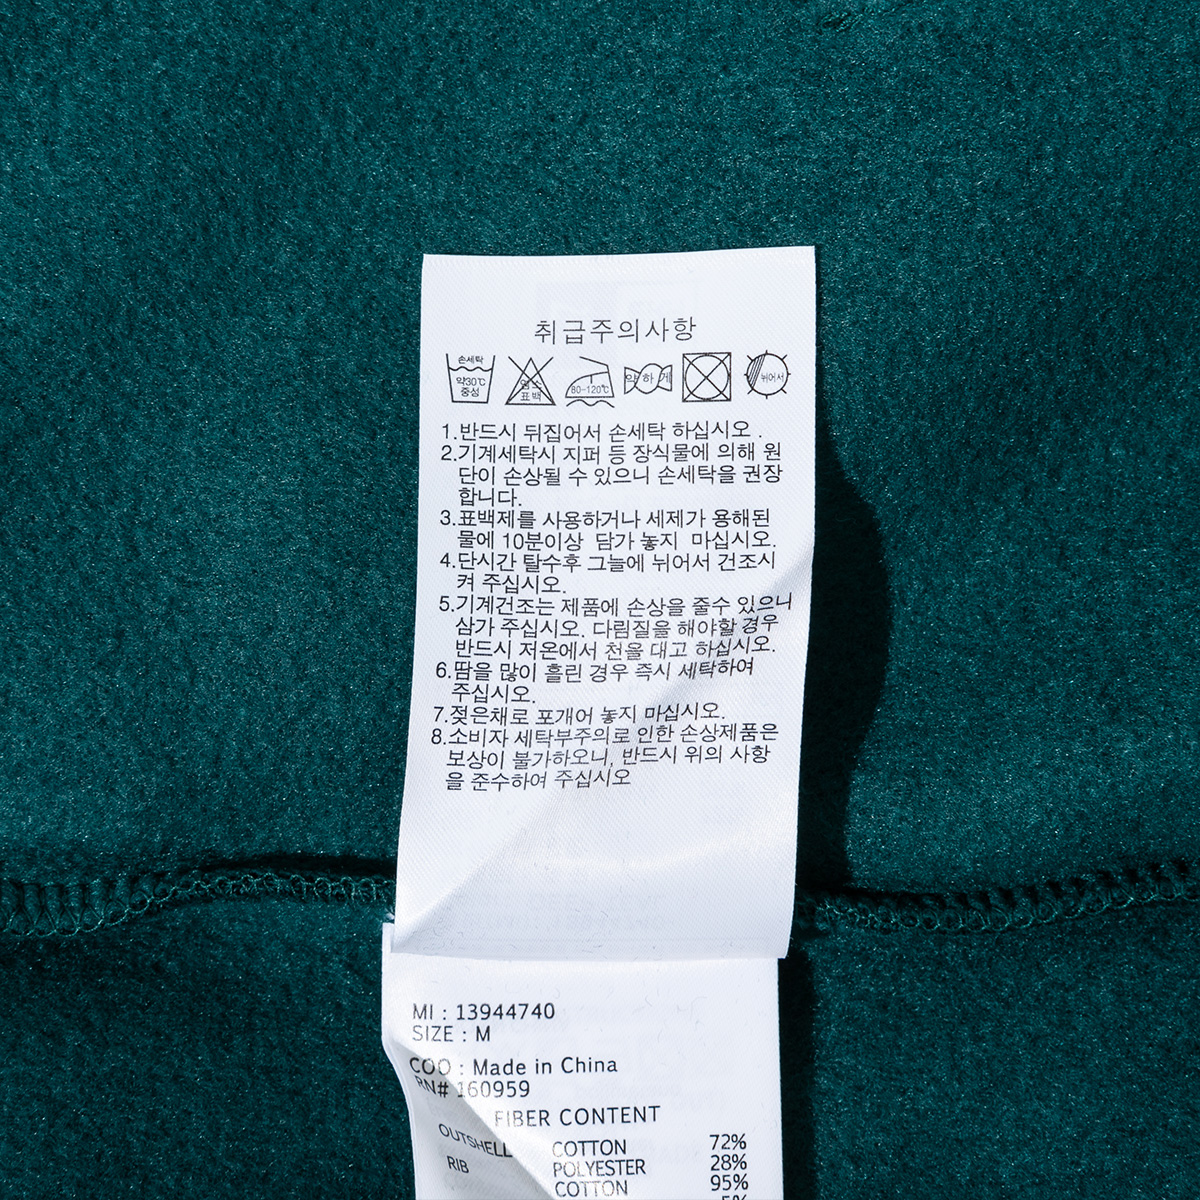 취급주의사항
손세탁
약30℃
중성
염소
표백
80-120℃
약하게
뉘어서
1.반드시 뒤집어서 손세탁 하십시오 .
2.기계세탁시 지퍼 등 장식물에 의해 원
단이 손상될 수 있으니 손세탁을 권장
합니다.
3.표백제를 사용하거나 세제가 용해된
물에 10분이상 담가 놓지 마십시오.
4.단시간 탈수후 그늘에 뉘어서 건조시
켜 주십시오.
5.기계건조는 제품에 손상을 줄수 있으니
삼가 주십시오. 다림질을 해야할 경우
반드시 저온에서 천을 대고 하십시오.
6.땀을 많이 흘린 경우 즉시 세탁하여
주십시오.
7.젖은채로 포개어 놓지 마십시오.
8.소비자 세탁부주의로 인한 손상제품은
보상이 불가하오니, 반드시 위의 사항
을 준수하여 주십시오
MI : 13944740
SIZE : M
COO : Made in China
RN# 160959
FIBER CONTENT
OUTSHELL COTTON 72%
RIB POLYESTER 28%
COTTON 95%
5%